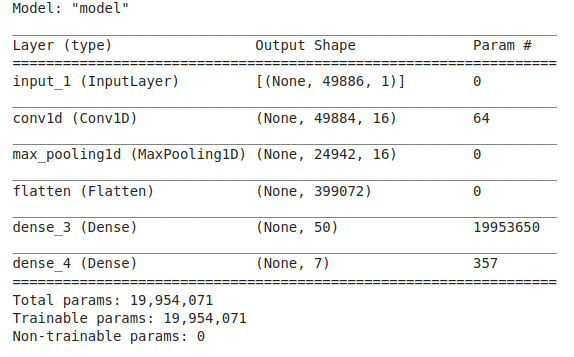 Model: "model"
Layer (type) Output Shape Param #
input_1 (InputLayer) [(None, 49886, 1)] 0
conv1d (Conv1D) (None, 49884, 16) 64
max_pooling1d (MaxPooling1D) (None, 24942, 16) 0
flatten (Flatten) (None, 399072) 0
dense_3 (Dense) (None, 50) 19953650
dense_4 (Dense) (None, 7) 357
Total params: 19,954,071
Trainable params: 19,954,071
Non-trainable params: 0